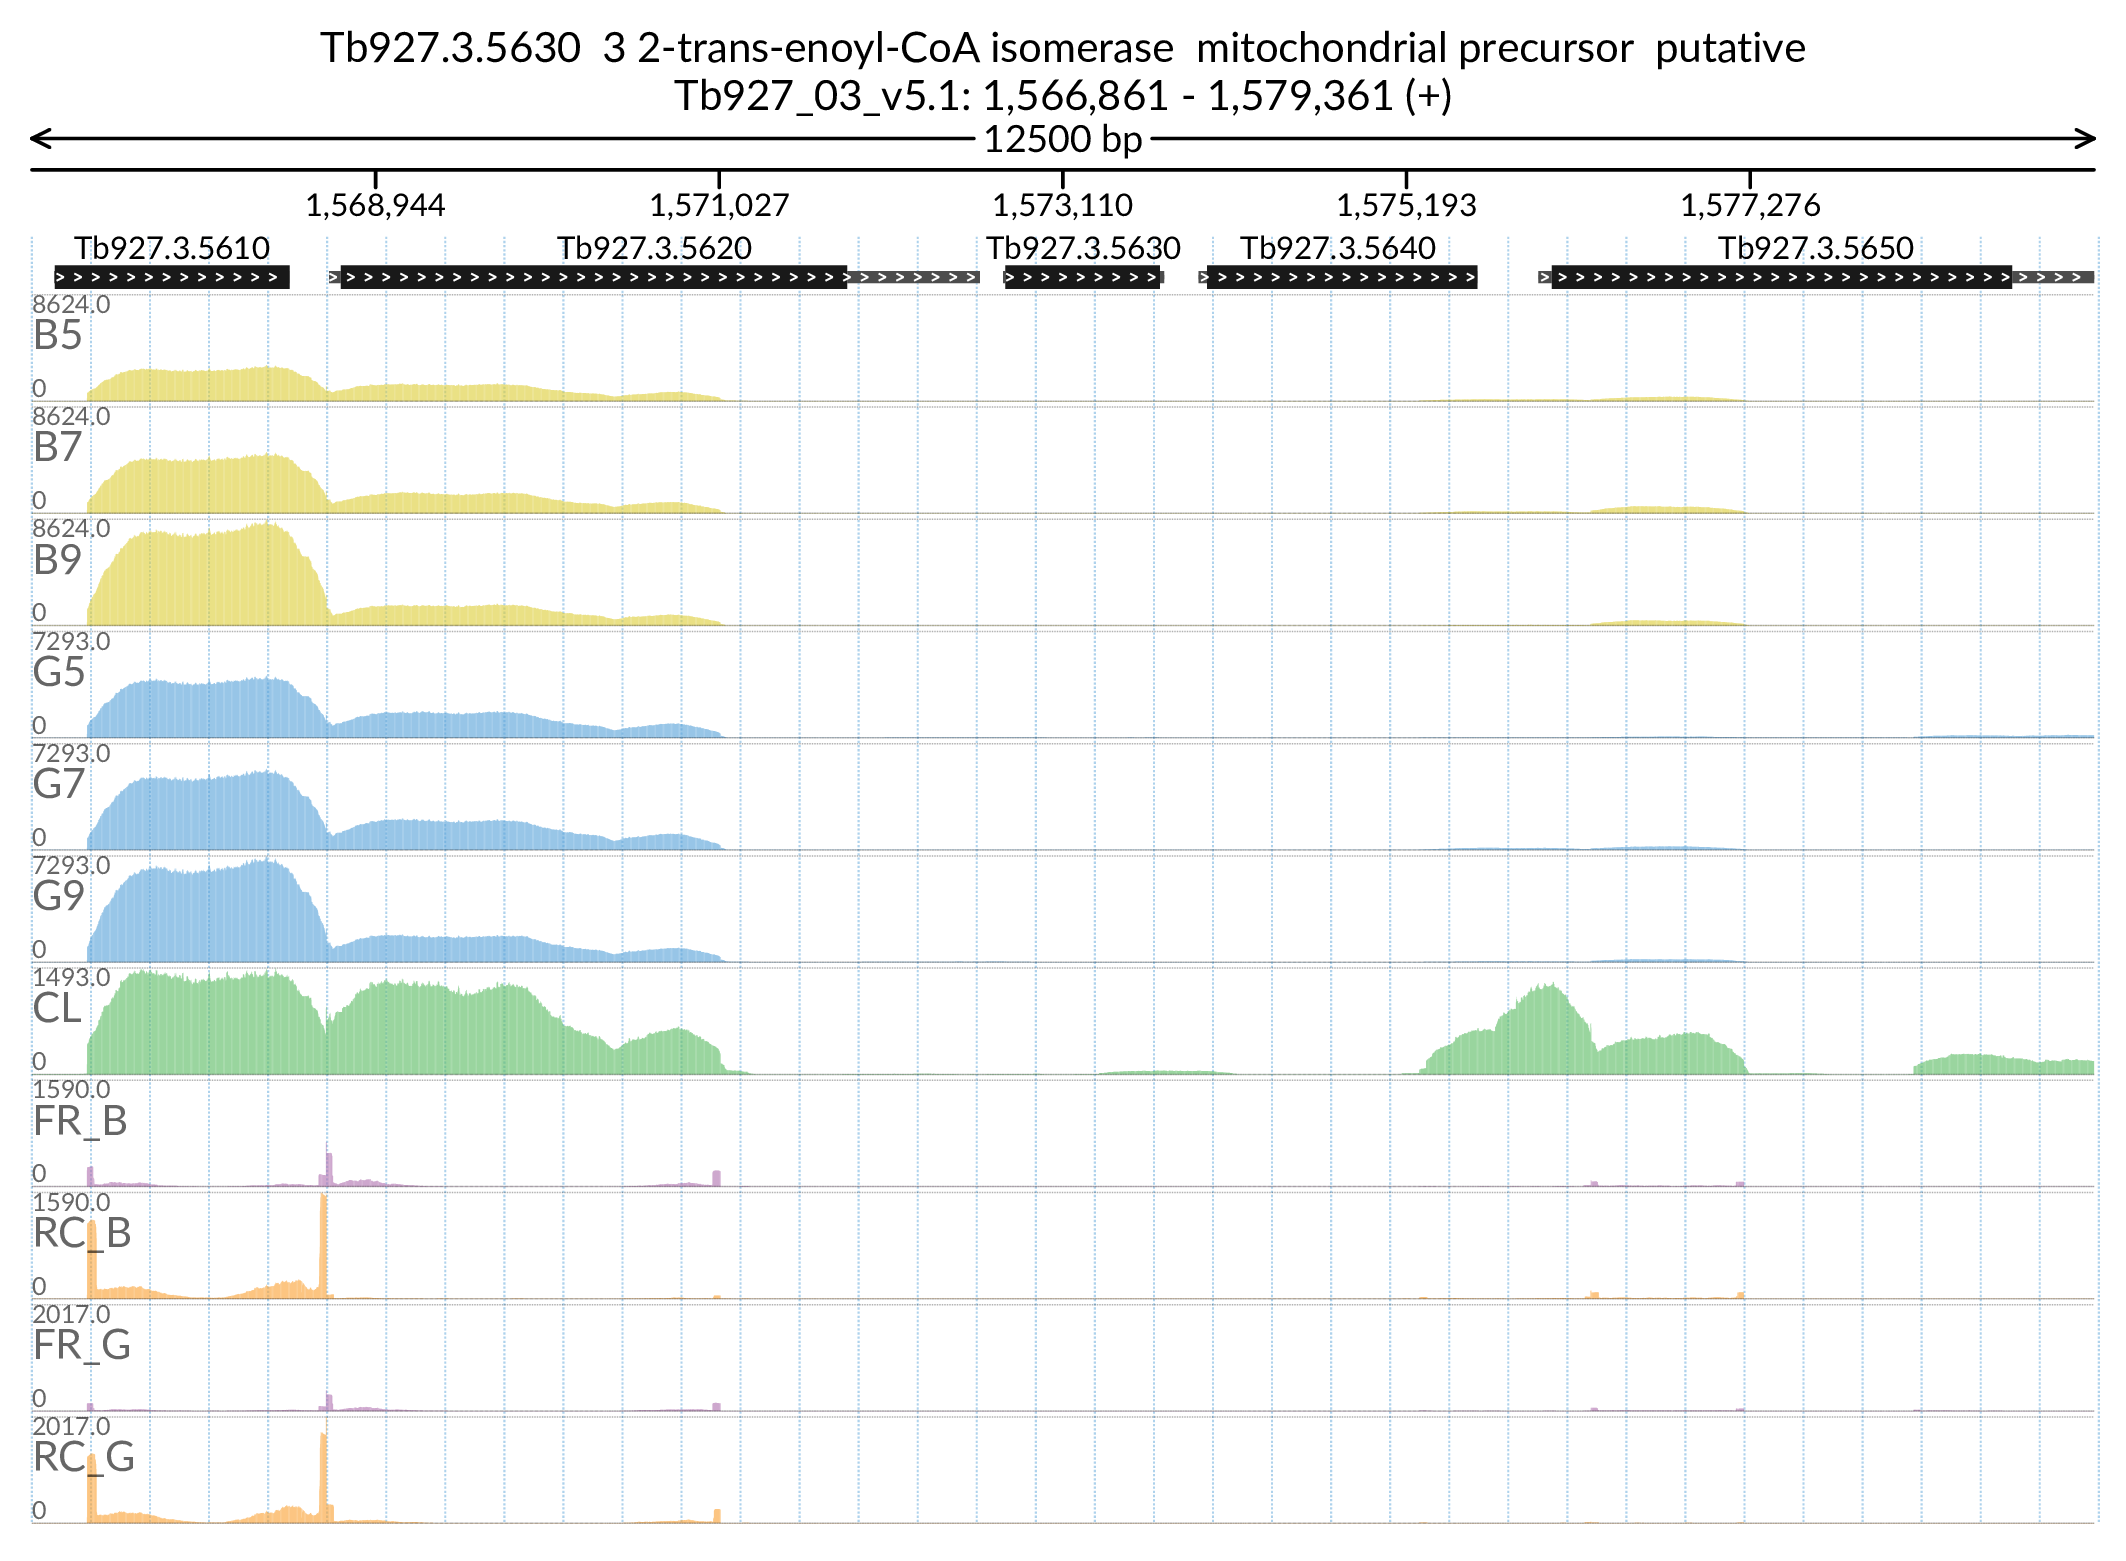 Tb927.3.5630  3 2-trans-enoyl-CoA isomerase  mitochondrial precursor  putative
Tb927_03_v5.1: 1,566,861 - 1,579,361 (+)
12500 bp
1,568,944 1,571,027 1,573,110 1,575,193 1,577,276
Tb927.3.5610 Tb927.3.5620 Tb927.3.5630 Tb927.3.5640 Tb927.3.5650
8624.0
B5
0
8624.0
B7
0
8624.0
B9
0
7293.0
G5
0
7293.0
G7
0
7293.0
G9
0
1493.0
CL
0
1590.0
FR_B
0
1590.0
RC_B
0
2017.0
FR_G
0
2017.0
RC_G
0